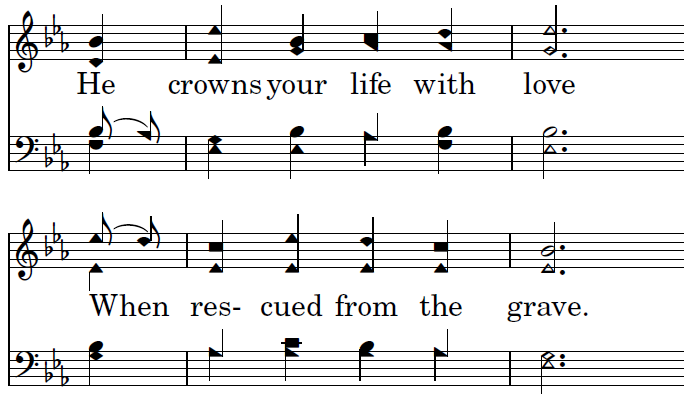 He crowns your life with love
When res- cued from the grave.